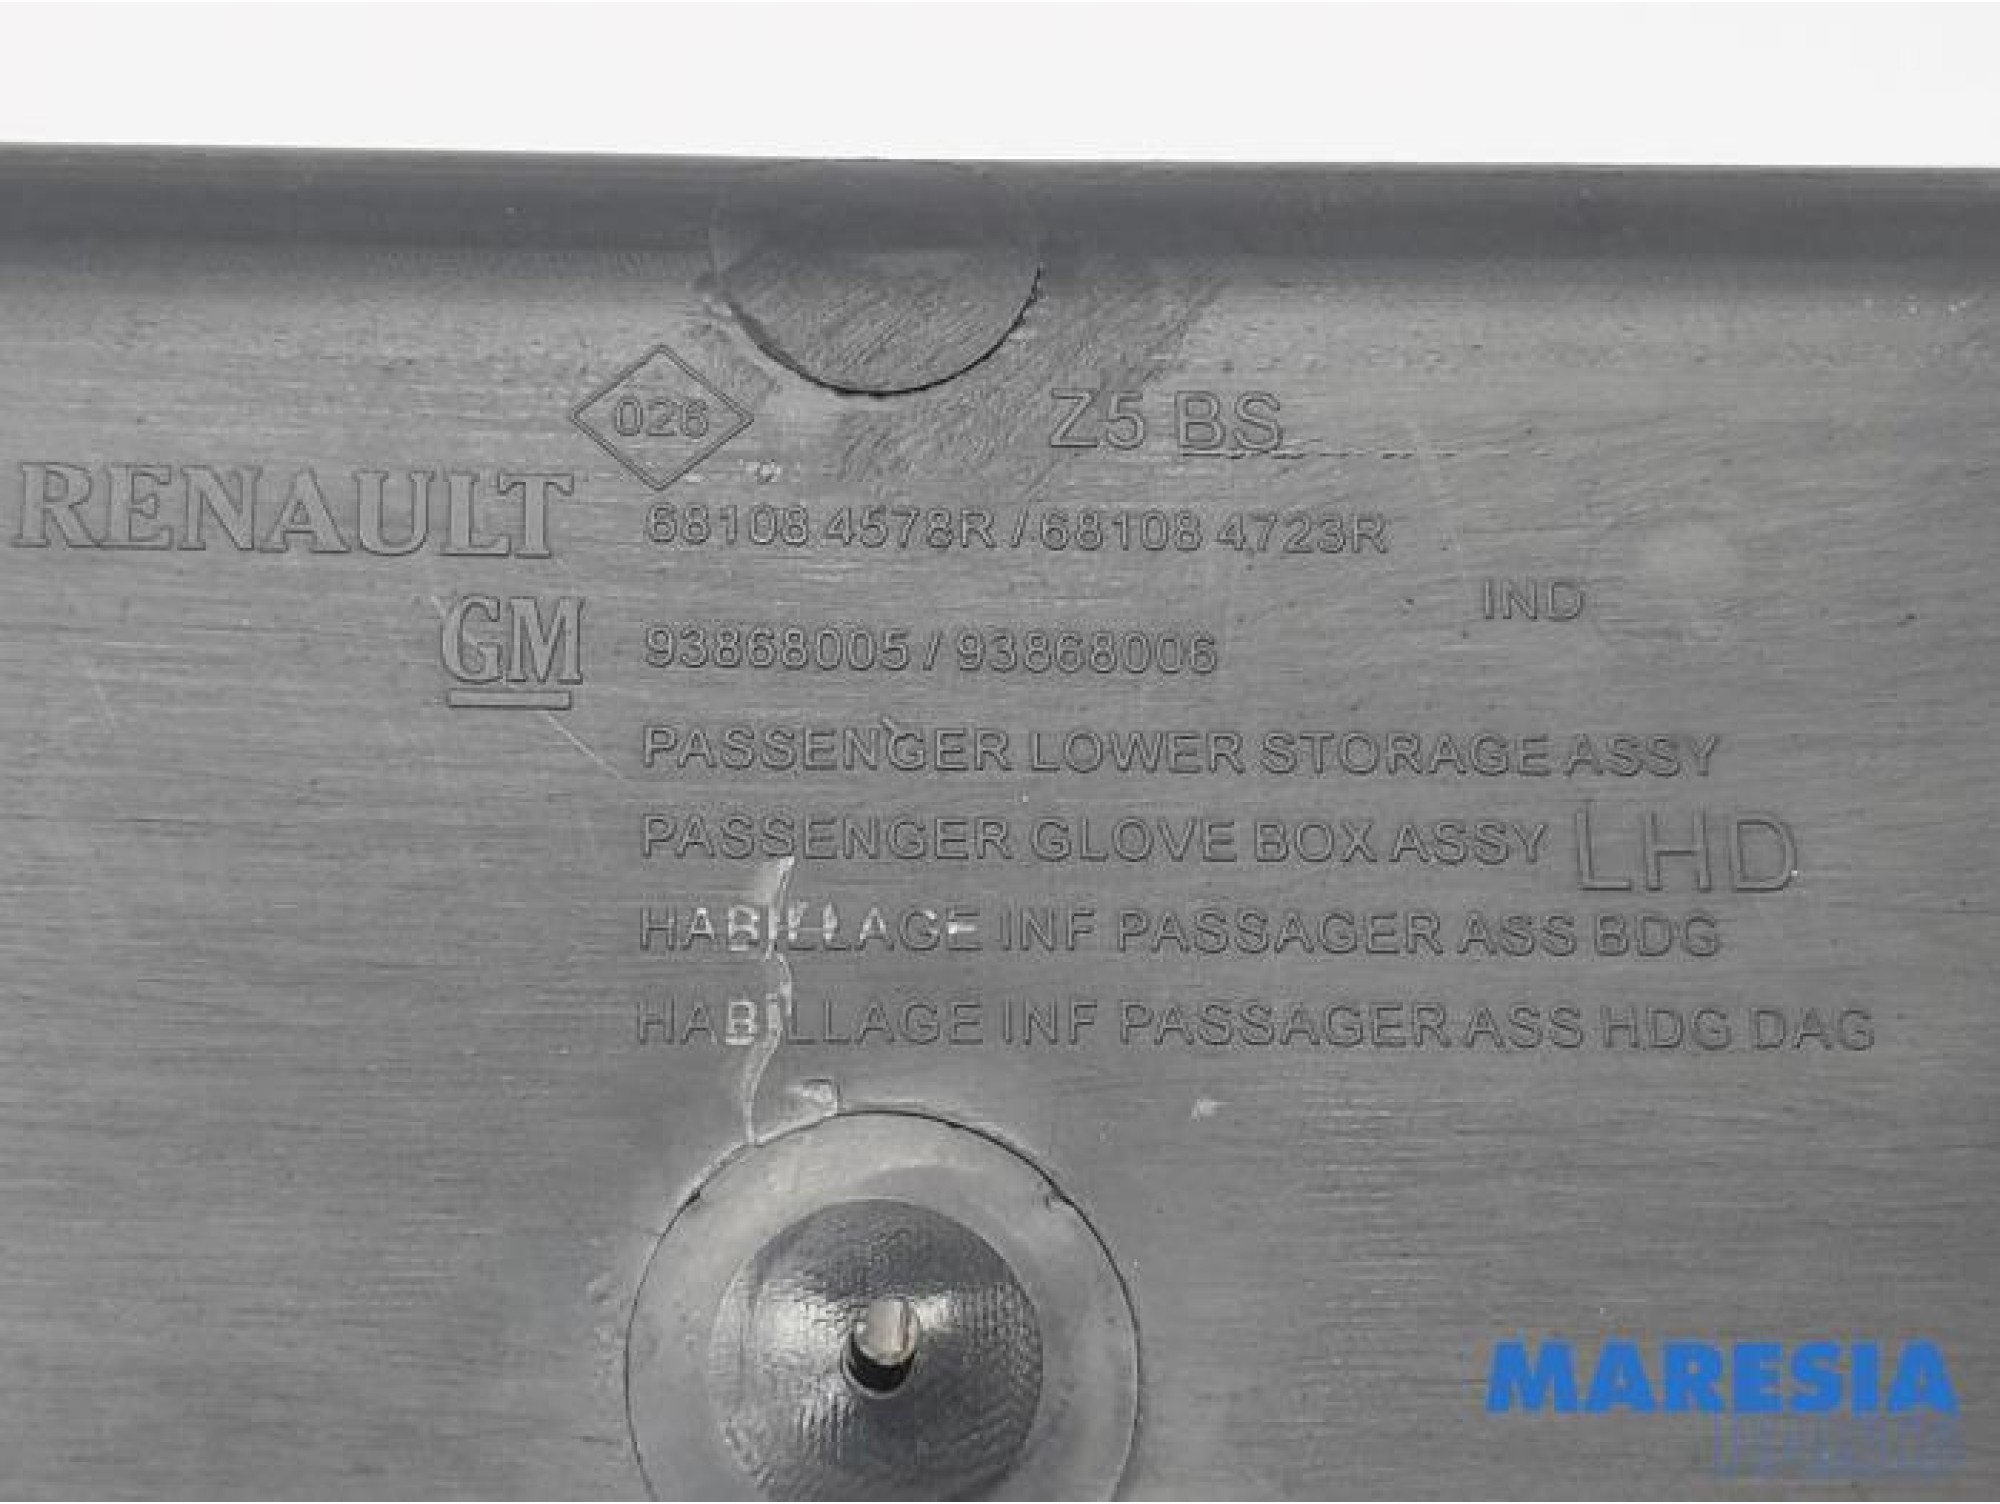 026
Z5 BS
RENAULT
68108 4578R / 68108 4723R
IND
GM
93868005 / 93868006
PASSENGER LOWER STORAGE ASSY
PASSENGER GLOVE BOX ASSY LHD
HABILLAGE INF PASSAGER ASS BDG
HABILLAGE INF PASSAGER ASS HDG DAG
MARESIA